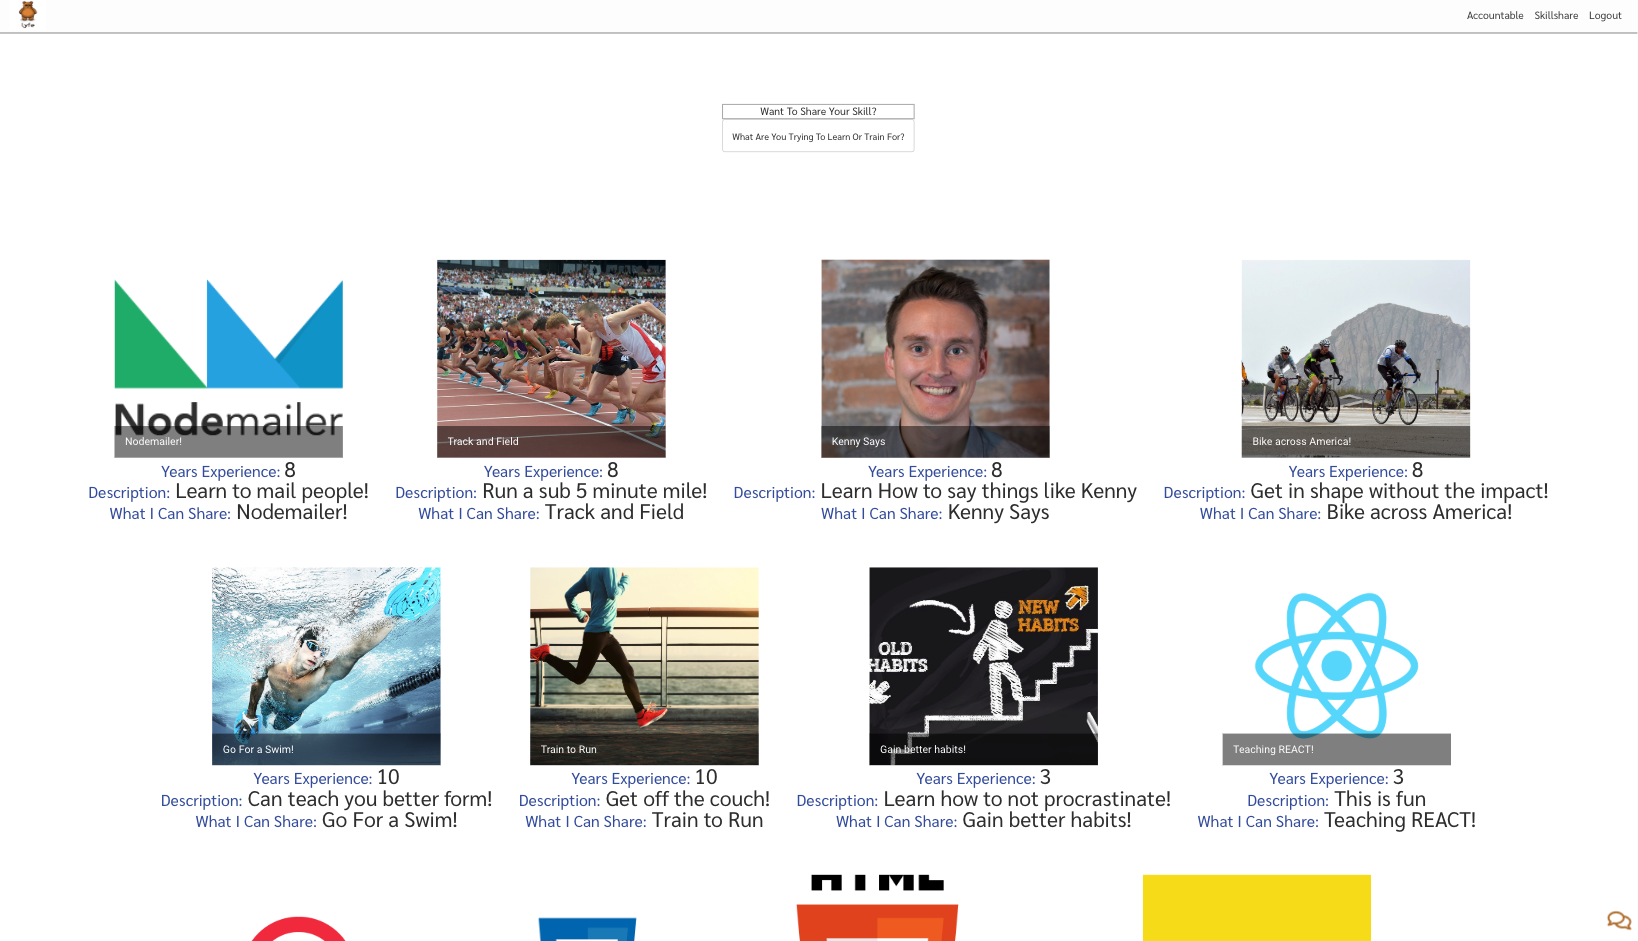 lyfe
Accountable Skillshare Logout
Want To Share Your Skill?
What Are You Trying To Learn Or Train For?
Nodemailer
Nodemailer!
Years Experience: 8
Description: Learn to mail people!
What I Can Share: Nodemailer!
Track and Field
Years Experience: 8
Description: Run a sub 5 minute mile!
What I Can Share: Track and Field
Kenny Says
Years Experience: 8
Description: Learn How to say things like Kenny
What I Can Share: Kenny Says
Bike across America!
Years Experience: 8
Description: Get in shape without the impact!
What I Can Share: Bike across America!
Go For a Swim!
Years Experience: 10
Description: Can teach you better form!
What I Can Share: Go For a Swim!
Train to Run
Years Experience: 10
Description: Get off the couch!
What I Can Share: Train to Run
NEW
HABITS
OLD
HABITS
Gain better habits!
Years Experience: 3
Description: Learn how to not procrastinate!
What I Can Share: Gain better habits!
Teaching REACT!
Years Experience: 3
Description: This is fun
What I Can Share: Teaching REACT!
HTML